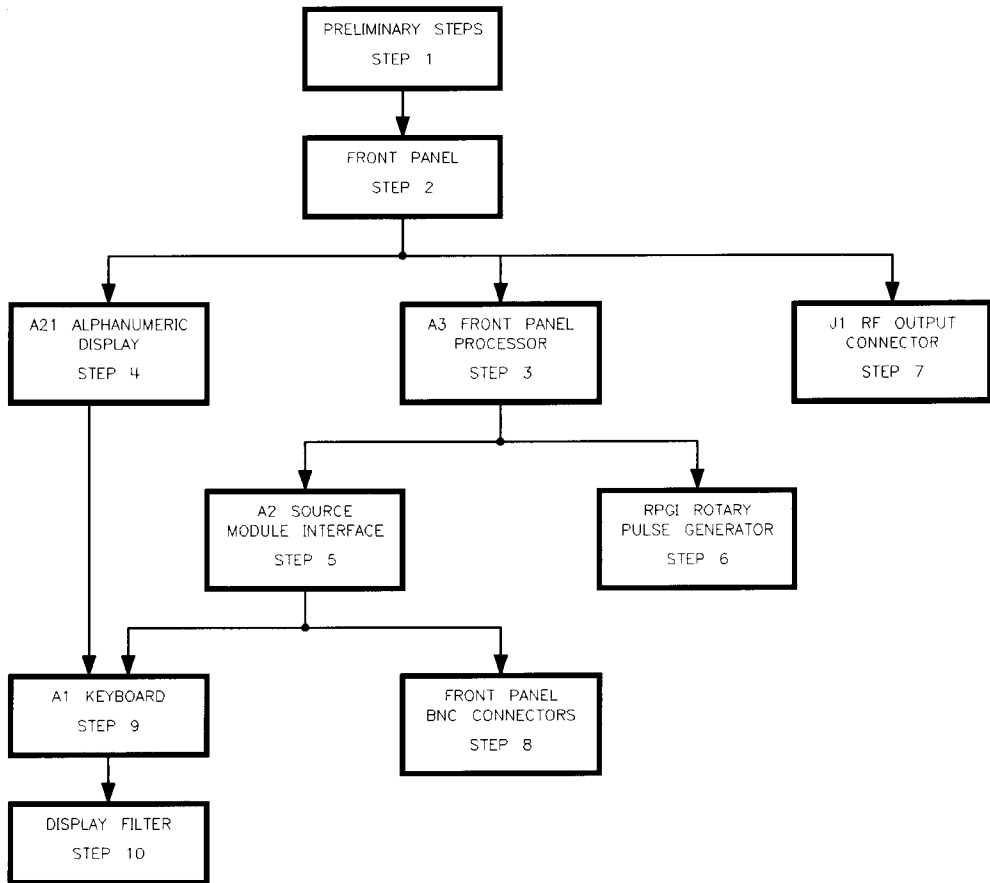 PRELIMINARY STEPS
STEP 1
FRONT PANEL
STEP 2
A21 ALPHANUMERIC
DISPLAY
STEP 4
A3 FRONT PANEL
PROCESSOR
STEP 3
J1 RF OUTPUT
CONNECTOR
STEP 7
A2 SOURCE
MODULE INTERFACE
STEP 5
RPGI ROTARY
PULSE GENERATOR
STEP 6
A1 KEYBOARD
STEP 9
FRONT PANEL
BNC CONNECTORS
STEP 8
DISPLAY FILTER
STEP 10